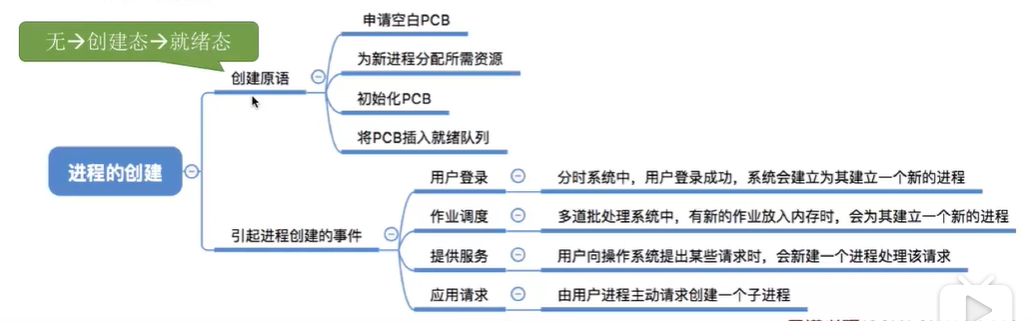 无→创建态→就绪态
创建原语
申请空白PCB
为新进程分配所需资源
初始化PCB
将PCB插入就绪队列
进程的创建
引起进程创建的事件
用户登录
分时系统中，用户登录成功，系统会建立为其建立一个新的进程
作业调度
多道批处理系统中，有新的作业放入内存时，会为其建立一个新的进程
提供服务
用户向操作系统提出某些请求时，会新建一个进程处理该请求
应用请求
由用户进程主动请求创建一个子进程